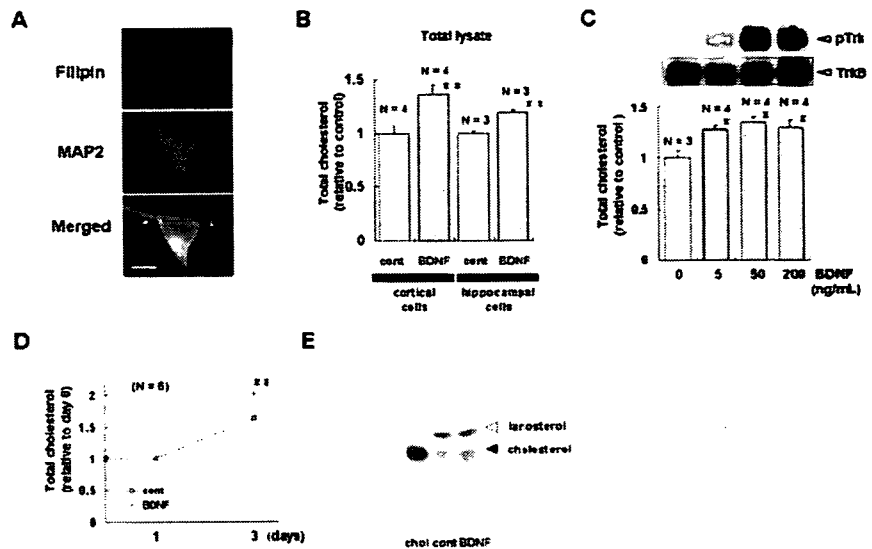 A
Filipin
MAP2
Merged
B
Total lysate
Total cholesterol
(relative to control)
1.5
1
0.5
0
N = 4
N = 4
**
N = 3
N = 3
**
cont BDNF cont BDNF
cortical
cells
hippocampal
cells
C
pTrk
TrkB
Total cholesterol
(relative to control)
1.5
1
0.5
0
N = 3
N = 4
*
N = 4
*
N = 4
*
0 5 50 200 BDNF
(ng/mL)
D
Total cholesterol
(relative to day 0)
2
1.5
1
0.5
0
(N = 6)
**
cont
BDNF
1 3 (days)
E
lanosterol
cholesterol
chol cont BDNF